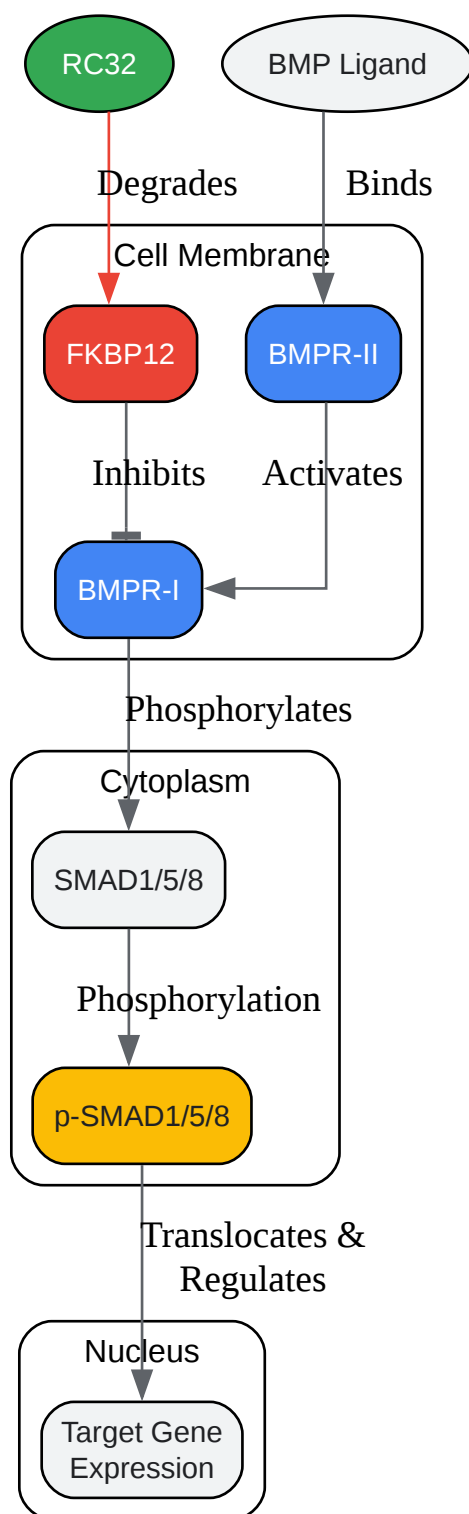 RC32
BMP Ligand
Degrades
Binds
Cell Membrane
FKBP12
BMPR-II
Inhibits
Activates
BMPR-I
Phosphorylates
Cytoplasm
SMAD1/5/8
Phosphorylation
p-SMAD1/5/8
Translocates &
Regulates
Nucleus
Target Gene
Expression